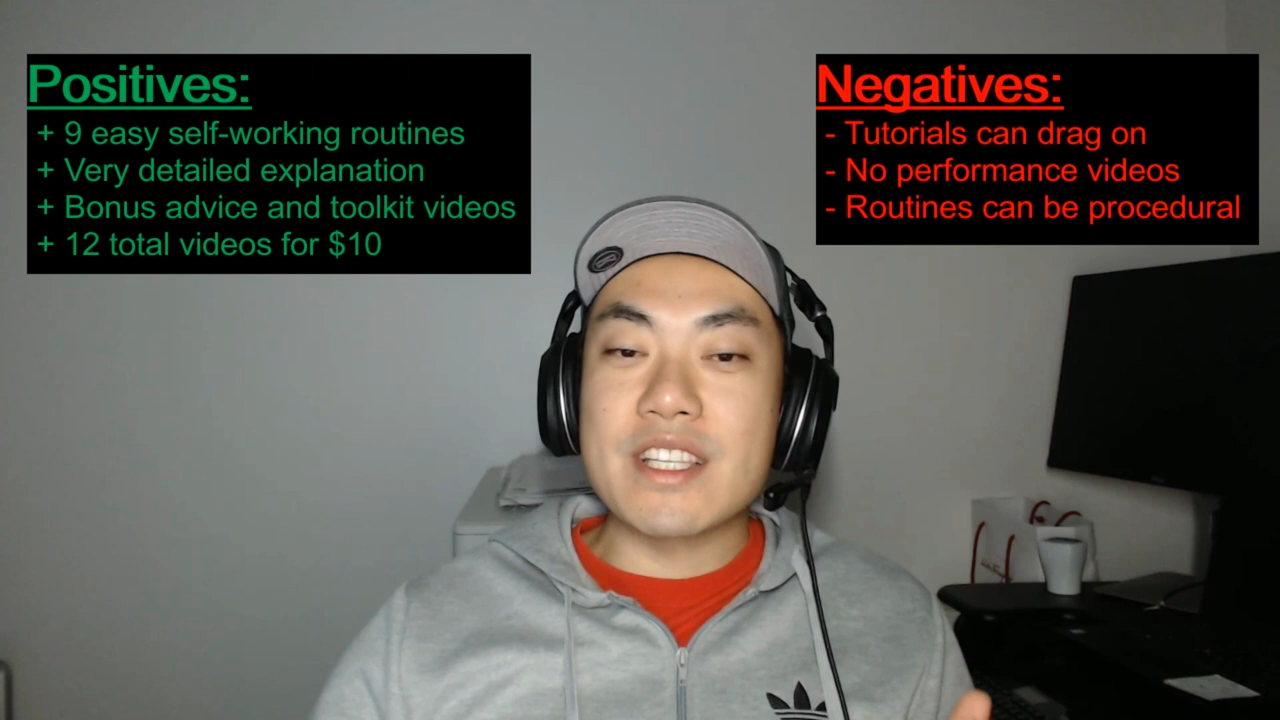 Positives:
+ 9 easy self-working routines
+ Very detailed explanation
+ Bonus advice and toolkit videos
+ 12 total videos for $10
Negatives:
- Tutorials can drag on
- No performance videos
- Routines can be procedural